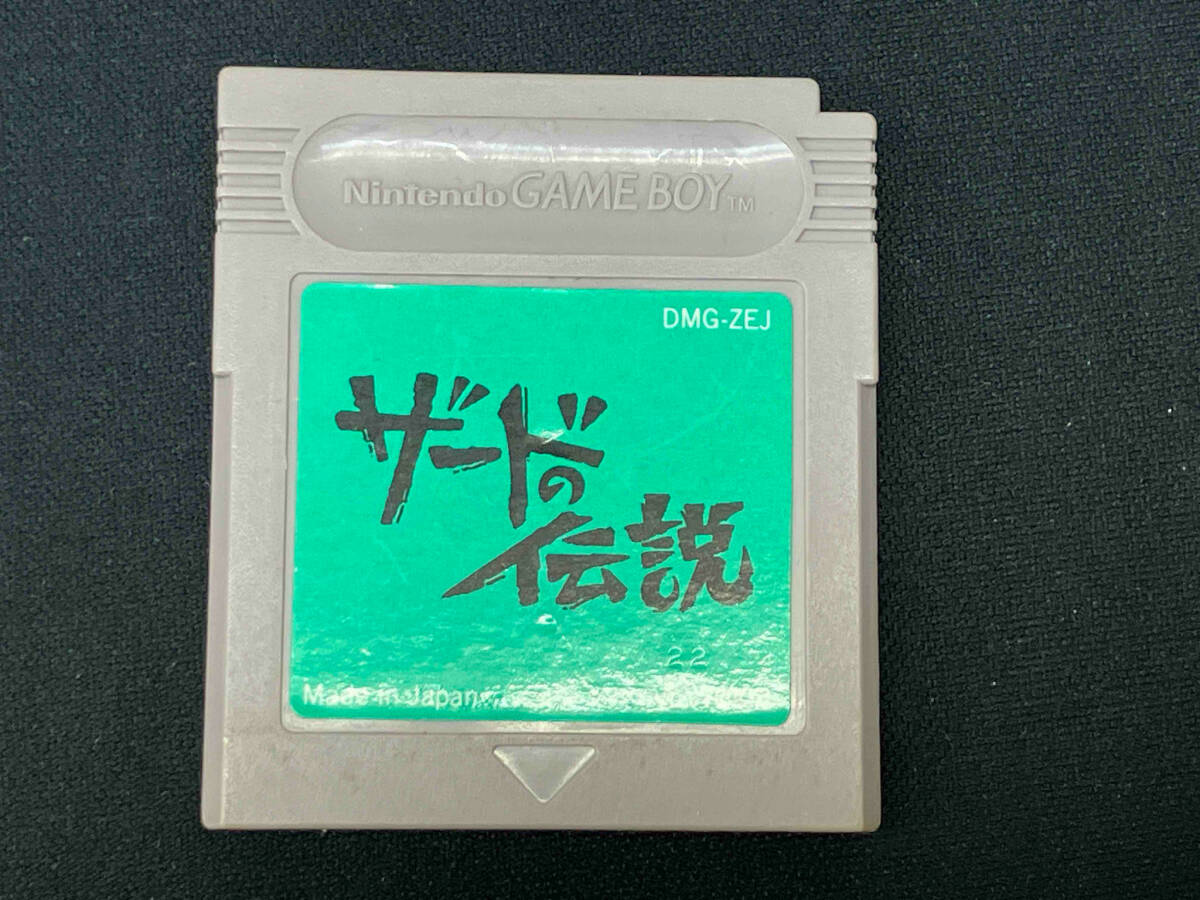 Nintendo GAME BOY™
DMG-ZEJ
ザードの
伝説
22
Made in Japan